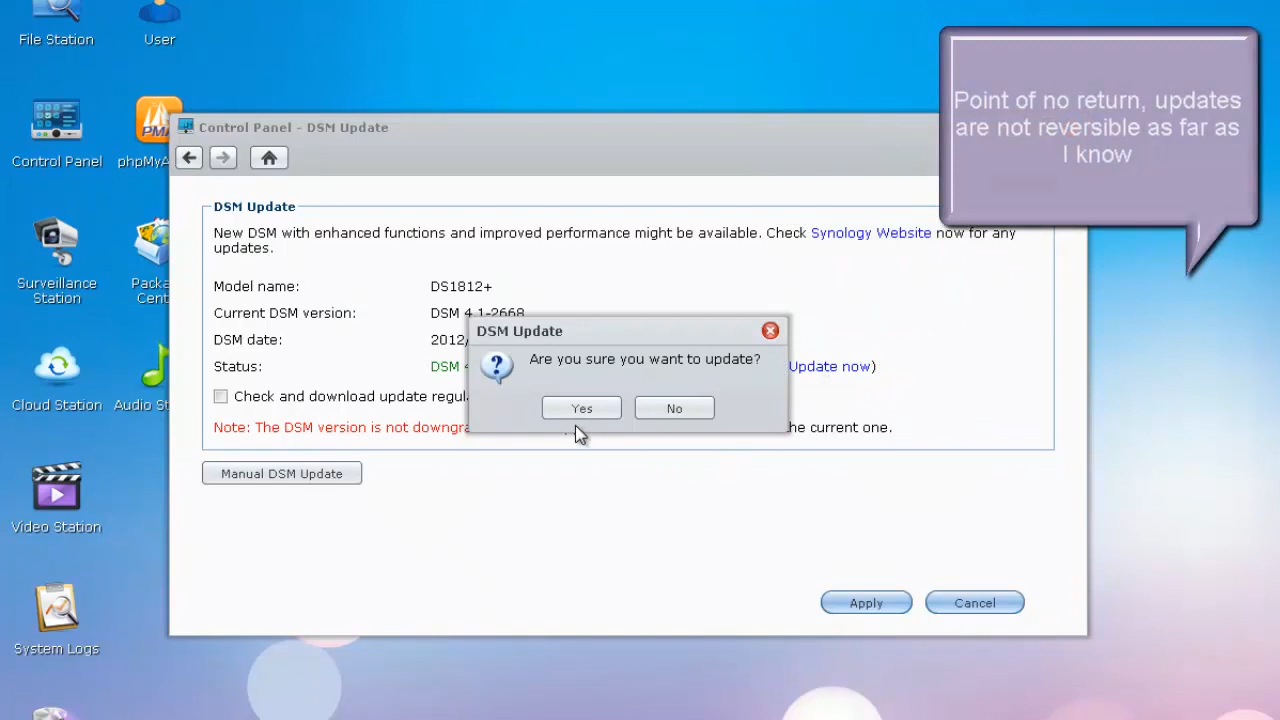 File Station
User
Point of no return, updates
are not reversible as far as
I know
Control Panel
Control Panel - DSM Update
DSM Update
New DSM with enhanced functions and improved performance might be available. Check Synology Website now for any
updates.
Surveillance
Station
Model name: DS1812+
Current DSM version: DSM 4.1-2668
DSM date: 2012/
Status: DSM 4
Update now)
Check and download update regul
Note: The DSM version is not downgra
the current one.
DSM Update
Are you sure you want to update?
Yes
No
Cloud Station
Audio St
Manual DSM Update
Video Station
Apply
Cancel
System Logs